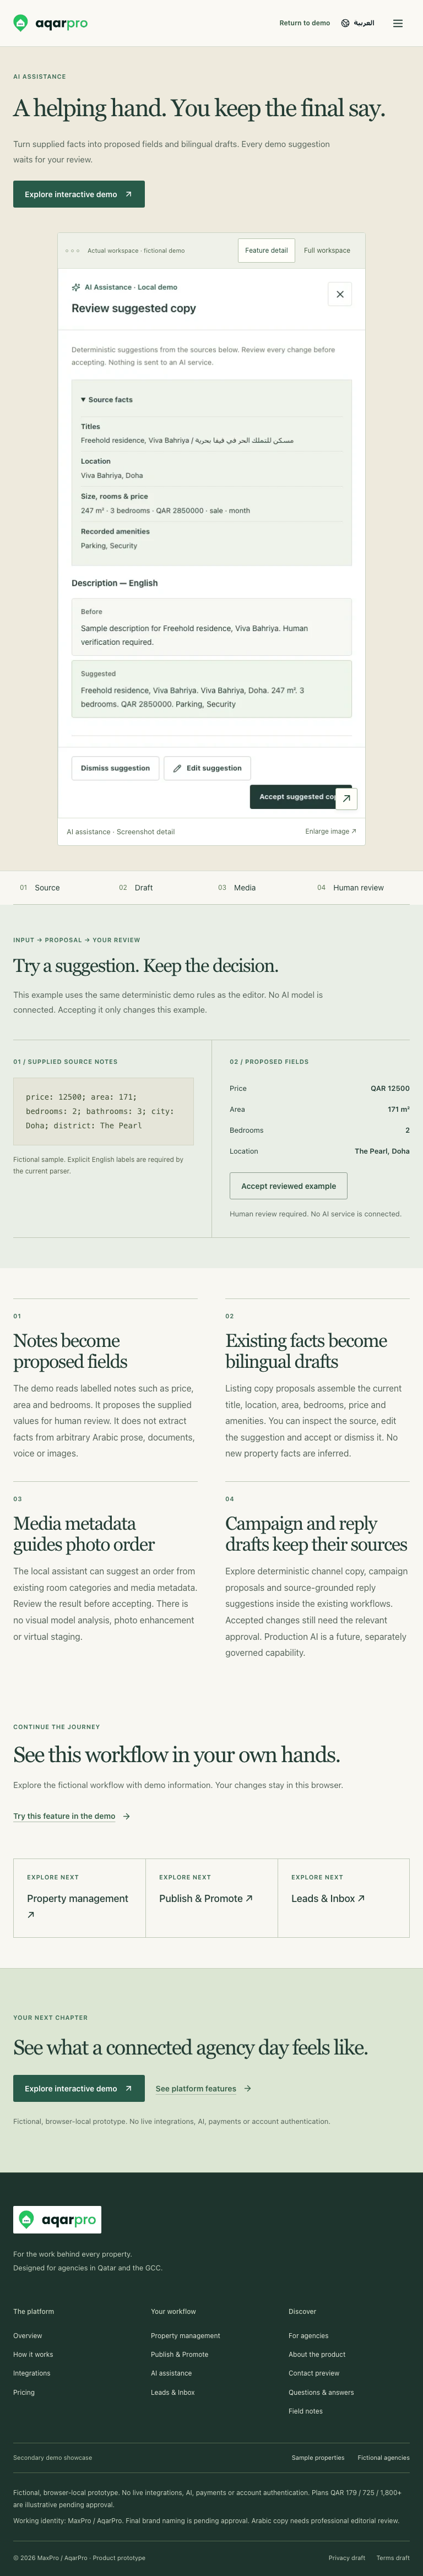 aqarpro
Return to demo
العربية
AI ASSISTANCE
A helping hand. You keep the final say.
Turn supplied facts into proposed fields and bilingual drafts. Every demo suggestion
waits for your review.
Explore interactive demo
Actual workspace · fictional demo
Feature detail
Full workspace
AI Assistance · Local demo
Review suggested copy
Deterministic suggestions from the sources below. Review every change before
accepting. Nothing is sent to an AI service.
▼ Source facts
Titles
Freehold residence, Viva Bahriya / مسكن للتملك الحر في فيفا بحرية
Location
Viva Bahriya, Doha
Size, rooms & price
247 m² · 3 bedrooms · QAR 2850000 · sale · month
Recorded amenities
Parking, Security
Description — English
Before
Sample description for Freehold residence, Viva Bahriya. Human
verification required.
Suggested
Freehold residence, Viva Bahriya. Viva Bahriya, Doha. 247 m². 3
bedrooms. QAR 2850000. Parking, Security
Dismiss suggestion
Edit suggestion
Accept suggested
AI assistance · Screenshot detail
Enlarge image ↗
01 Source
02 Draft
03 Media
04 Human review
INPUT → PROPOSAL → YOUR REVIEW
Try a suggestion. Keep the decision.
This example uses the same deterministic demo rules as the editor. No AI model is
connected. Accepting it only changes this example.
01 / SUPPLIED SOURCE NOTES
price: 12500; area: 171;
bedrooms: 2; bathrooms: 3; city:
Doha; district: The Pearl
Fictional sample. Explicit English labels are required by
the current parser.
02 / PROPOSED FIELDS
Price QAR 12500
Area 171 m²
Bedrooms 2
Location The Pearl, Doha
Accept reviewed example
Human review required. No AI service is connected.
01
Notes become
proposed fields
The demo reads labelled notes such as price,
area and bedrooms. It proposes the supplied
values for human review. It does not extract
facts from arbitrary Arabic prose, documents,
voice or images.
02
Existing facts become
bilingual drafts
Listing copy proposals assemble the current
title, location, area, bedrooms, price and
amenities. You can inspect the source, edit
the suggestion and accept or dismiss it. No
new property facts are inferred.
03
Media metadata
guides photo order
The local assistant can suggest an order from
existing room categories and media metadata.
Review the result before accepting. There is
no visual model analysis, photo enhancement
or virtual staging.
04
Campaign and reply
drafts keep their sources
Explore deterministic channel copy, campaign
proposals and source-grounded reply
suggestions inside the existing workflows.
Accepted changes still need the relevant
approval. Production AI is a future, separately
governed capability.
CONTINUE THE JOURNEY
See this workflow in your own hands.
Explore the fictional workflow with demo information. Your changes stay in this browser.
Try this feature in the demo →
EXPLORE NEXT
Property management ↗
EXPLORE NEXT
Publish & Promote ↗
EXPLORE NEXT
Leads & Inbox ↗
YOUR NEXT CHAPTER
See what a connected agency day feels like.
Explore interactive demo
See platform features →
Fictional, browser-local prototype. No live integrations, AI, payments or account authentication.
aqarpro
For the work behind every property.
Designed for agencies in Qatar and the GCC.
The platform
Overview
How it works
Integrations
Pricing
Your workflow
Property management
Publish & Promote
AI assistance
Leads & Inbox
Discover
For agencies
About the product
Contact preview
Questions & answers
Field notes
Secondary demo showcase
Sample properties
Fictional agencies
Fictional, browser-local prototype. No live integrations, AI, payments or account authentication. Plans QAR 179 / 725 / 1,800+
are illustrative pending approval.
Working identity: MaxPro / AqarPro. Final brand naming is pending approval. Arabic copy needs professional editorial review.
© 2026 MaxPro / AqarPro · Product prototype
Privacy draft
Terms draft